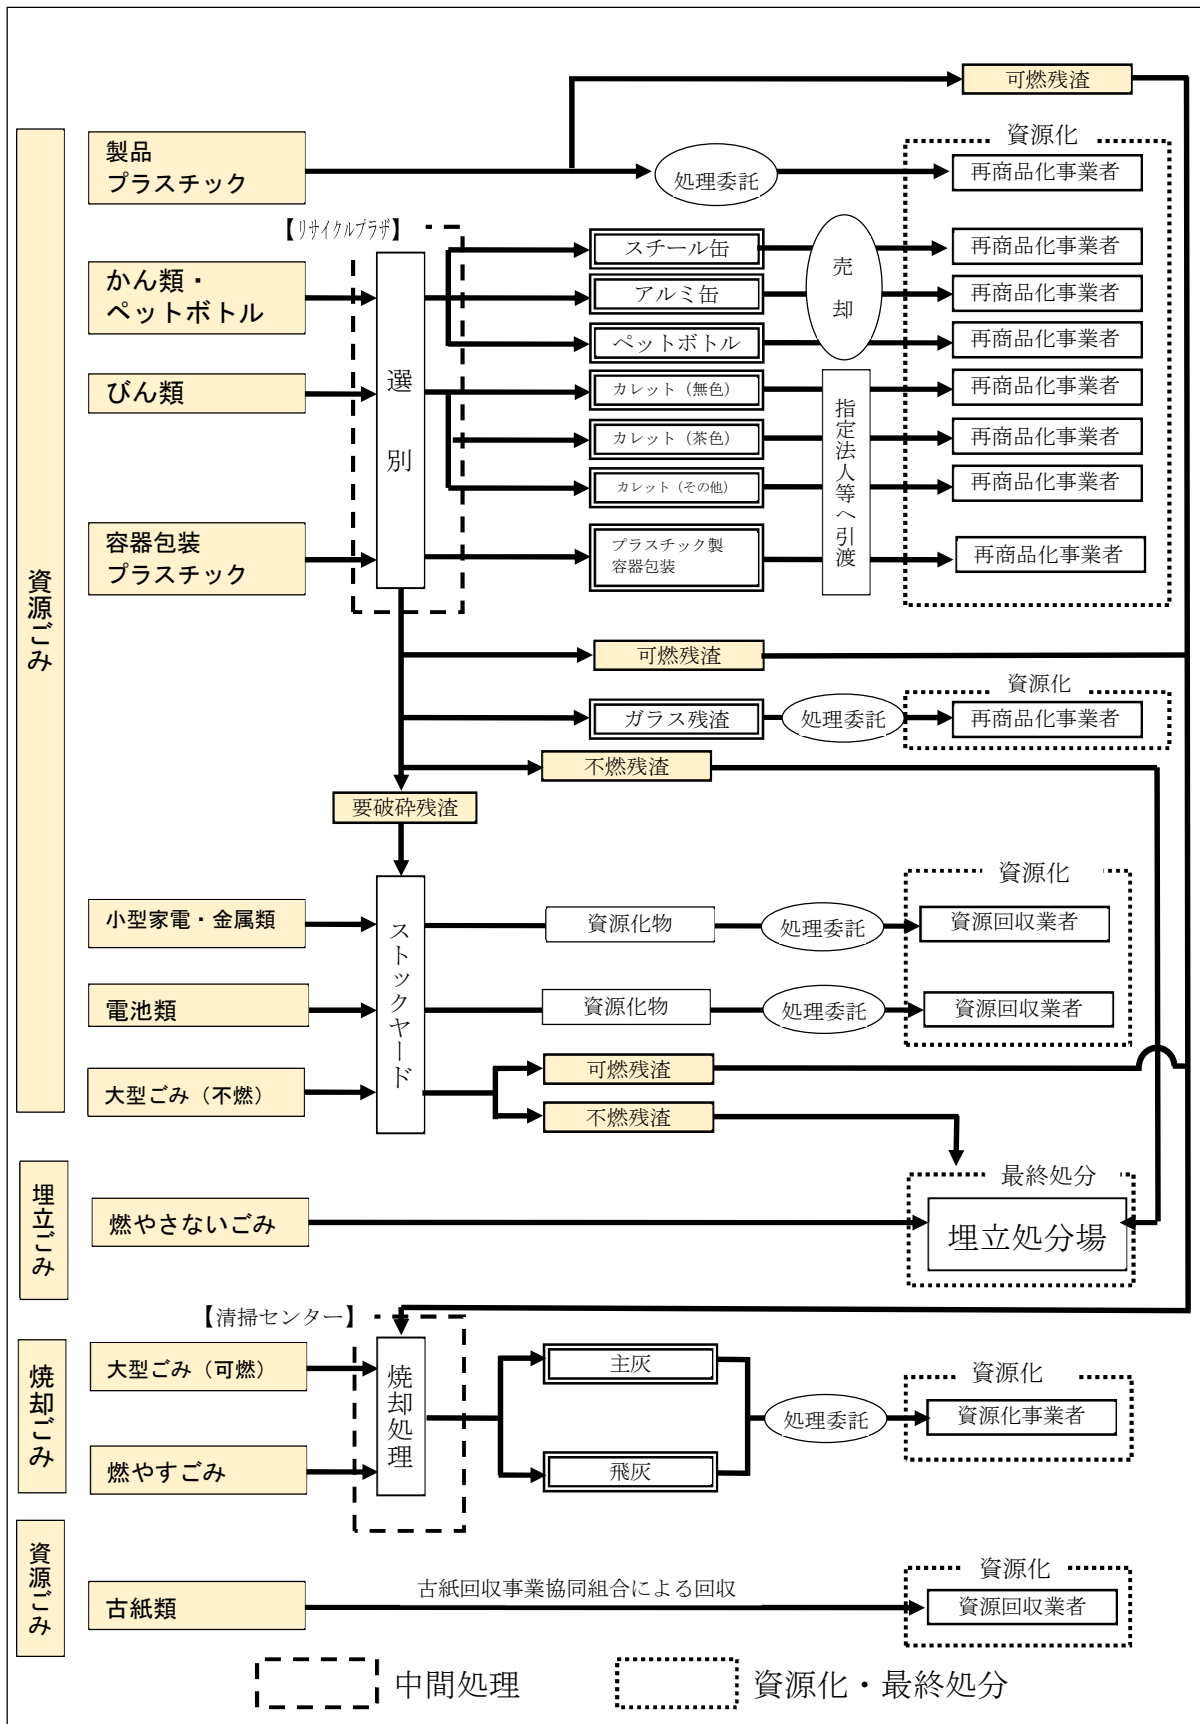 可燃残渣
資源ごみ
製品
プラスチック
処理委託
資源化
再商品化事業者
【リサイクルプラザ】
かん類・
ペットボトル
びん類
容器包装
プラスチック
選別
スチール缶
アルミ缶
ペットボトル
カレット（無色）
カレット（茶色）
カレット（その他）
プラスチック製
容器包装
売却
指定法人等へ引渡
再商品化事業者
再商品化事業者
再商品化事業者
再商品化事業者
再商品化事業者
再商品化事業者
再商品化事業者
可燃残渣
ガラス残渣
処理委託
資源化
再商品化事業者
不燃残渣
要破砕残渣
小型家電・金属類
電池類
大型ごみ（不燃）
ストックヤード
資源化物
処理委託
資源化
資源回収業者
資源化物
処理委託
資源回収業者
可燃残渣
不燃残渣
埋立ごみ
燃やさないごみ
最終処分
埋立処分場
【清掃センター】
焼却ごみ
大型ごみ（可燃）
燃やすごみ
焼却処理
主灰
飛灰
処理委託
資源化
資源化事業者
資源ごみ
古紙類
古紙回収事業協同組合による回収
資源化
資源回収業者
中間処理
資源化・最終処分